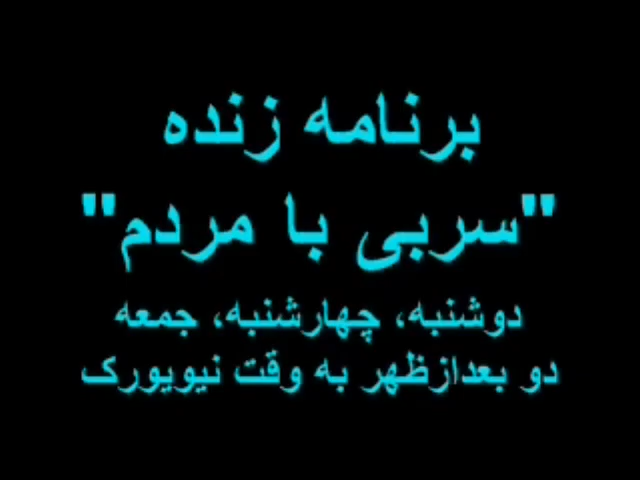 برنامه زنده
"سربی با مردم"
دوشنبه، چهارشنبه، جمعه
دو بعدازظهر به وقت نیویورک